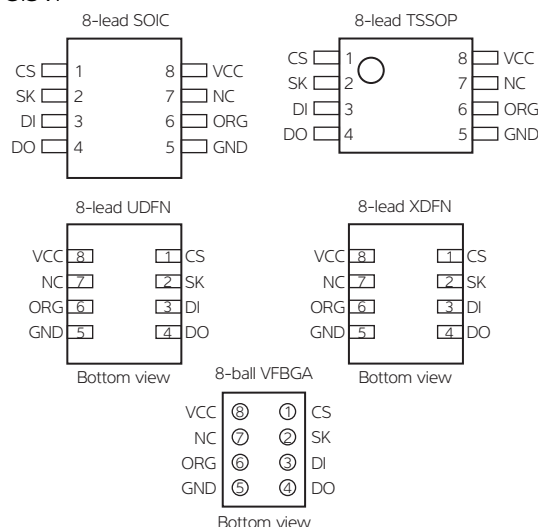 8-lead SOIC
CS 1 8 VCC
SK 2 7 NC
DI 3 6 ORG
DO 4 5 GND
8-lead TSSOP
CS 1 8 VCC
SK 2 7 NC
DI 3 6 ORG
DO 4 5 GND
8-lead UDFN
VCC 8 1 CS
NC 7 2 SK
ORG 6 3 DI
GND 5 4 DO
Bottom view
8-lead XDFN
VCC 8 1 CS
NC 7 2 SK
ORG 6 3 DI
GND 5 4 DO
Bottom view
8-ball VFBGA
VCC 8 1 CS
NC 7 2 SK
ORG 6 3 DI
GND 5 4 DO
Bottom view